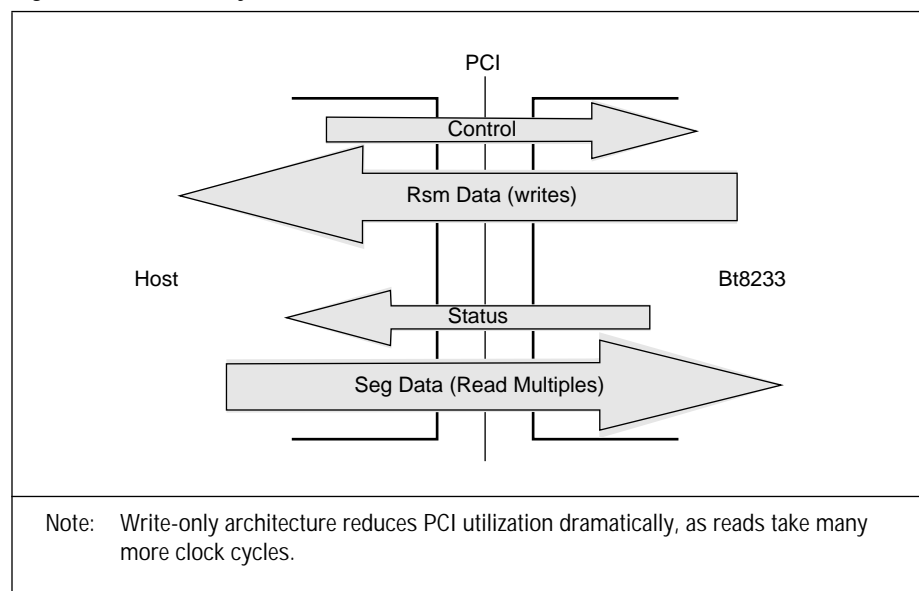 PCI
Control
Rsm Data (writes)
Host
Bt8233
Status
Seg Data (Read Multiples)
Note: Write-only architecture reduces PCI utilization dramatically, as reads take many
more clock cycles.